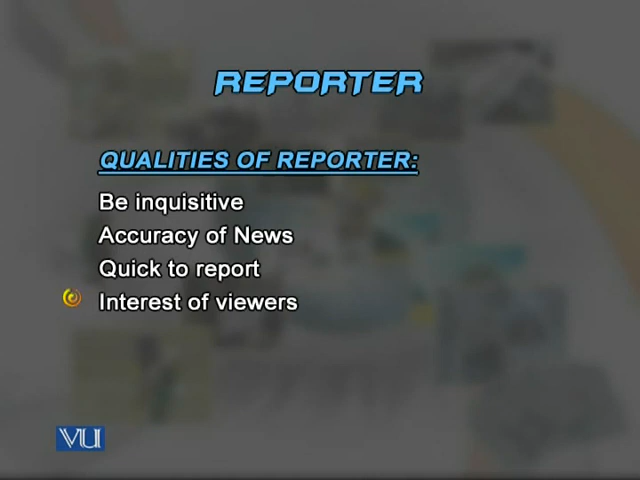 REPORTER
QUALITIES OF REPORTER:
Be inquisitive
Accuracy of News
Quick to report
Interest of viewers
VU